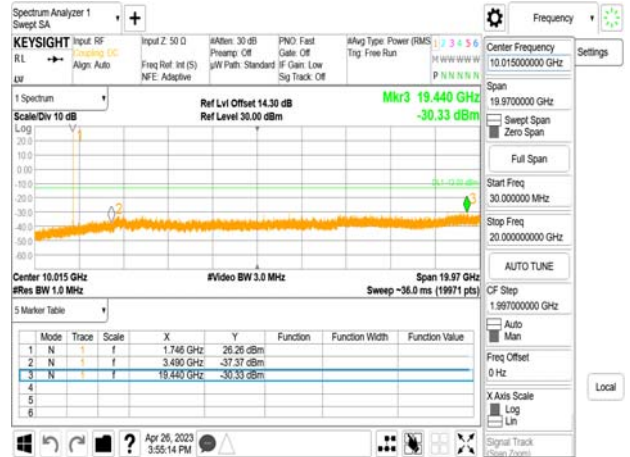 Spectrum Analyzer 1
Swept SA
Frequency
KEYSIGHT
Input: RF
Coupling: DC
Align: Auto
Input Z: 50 Ω
Freq Ref: Int (S)
NFE: Adaptive
#Atten: 30 dB
Preamp: Off
µW Path: Standard
PNO: Fast
Gate: Off
IF Gain: Low
Sig Track: Off
#Avg Type: Power (RMS
Trig: Free Run
1 2 3 4 5 6
M W W W W W
P N N N N N
RL
1 Spectrum
Scale/Div 10 dB
Ref Lvl Offset 14.30 dB
Ref Level 30.00 dBm
Mkr3 19.440 GHz
-30.33 dBm
Log
20.0
10.0
0.00
-10.0
-20.0
-30.0
-40.0
-50.0
-60.0
1
2
3
Center 10.015 GHz
#Res BW 1.0 MHz
#Video BW 3.0 MHz
Span 19.97 GHz
Sweep ~36.0 ms (19971 pts)
5 Marker Table
Mode Trace Scale X Y Function Function Width Function Value
1 N 1 f 1.746 GHz 26.26 dBm
2 N 1 f 3.490 GHz -37.37 dBm
3 N 1 f 19.440 GHz -30.33 dBm
4
5
6
Apr 26, 2023
3:55:14 PM
Center Frequency
10.015000000 GHz
Settings
Span
19.9700000 GHz
Swept Span
Zero Span
Full Span
Start Freq
30.000000 MHz
Stop Freq
20.000000000 GHz
AUTO TUNE
CF Step
1.997000000 GHz
Auto
Man
Freq Offset
0 Hz
X Axis Scale
Log
Lin
Local
Signal Track
(Span Zoom)